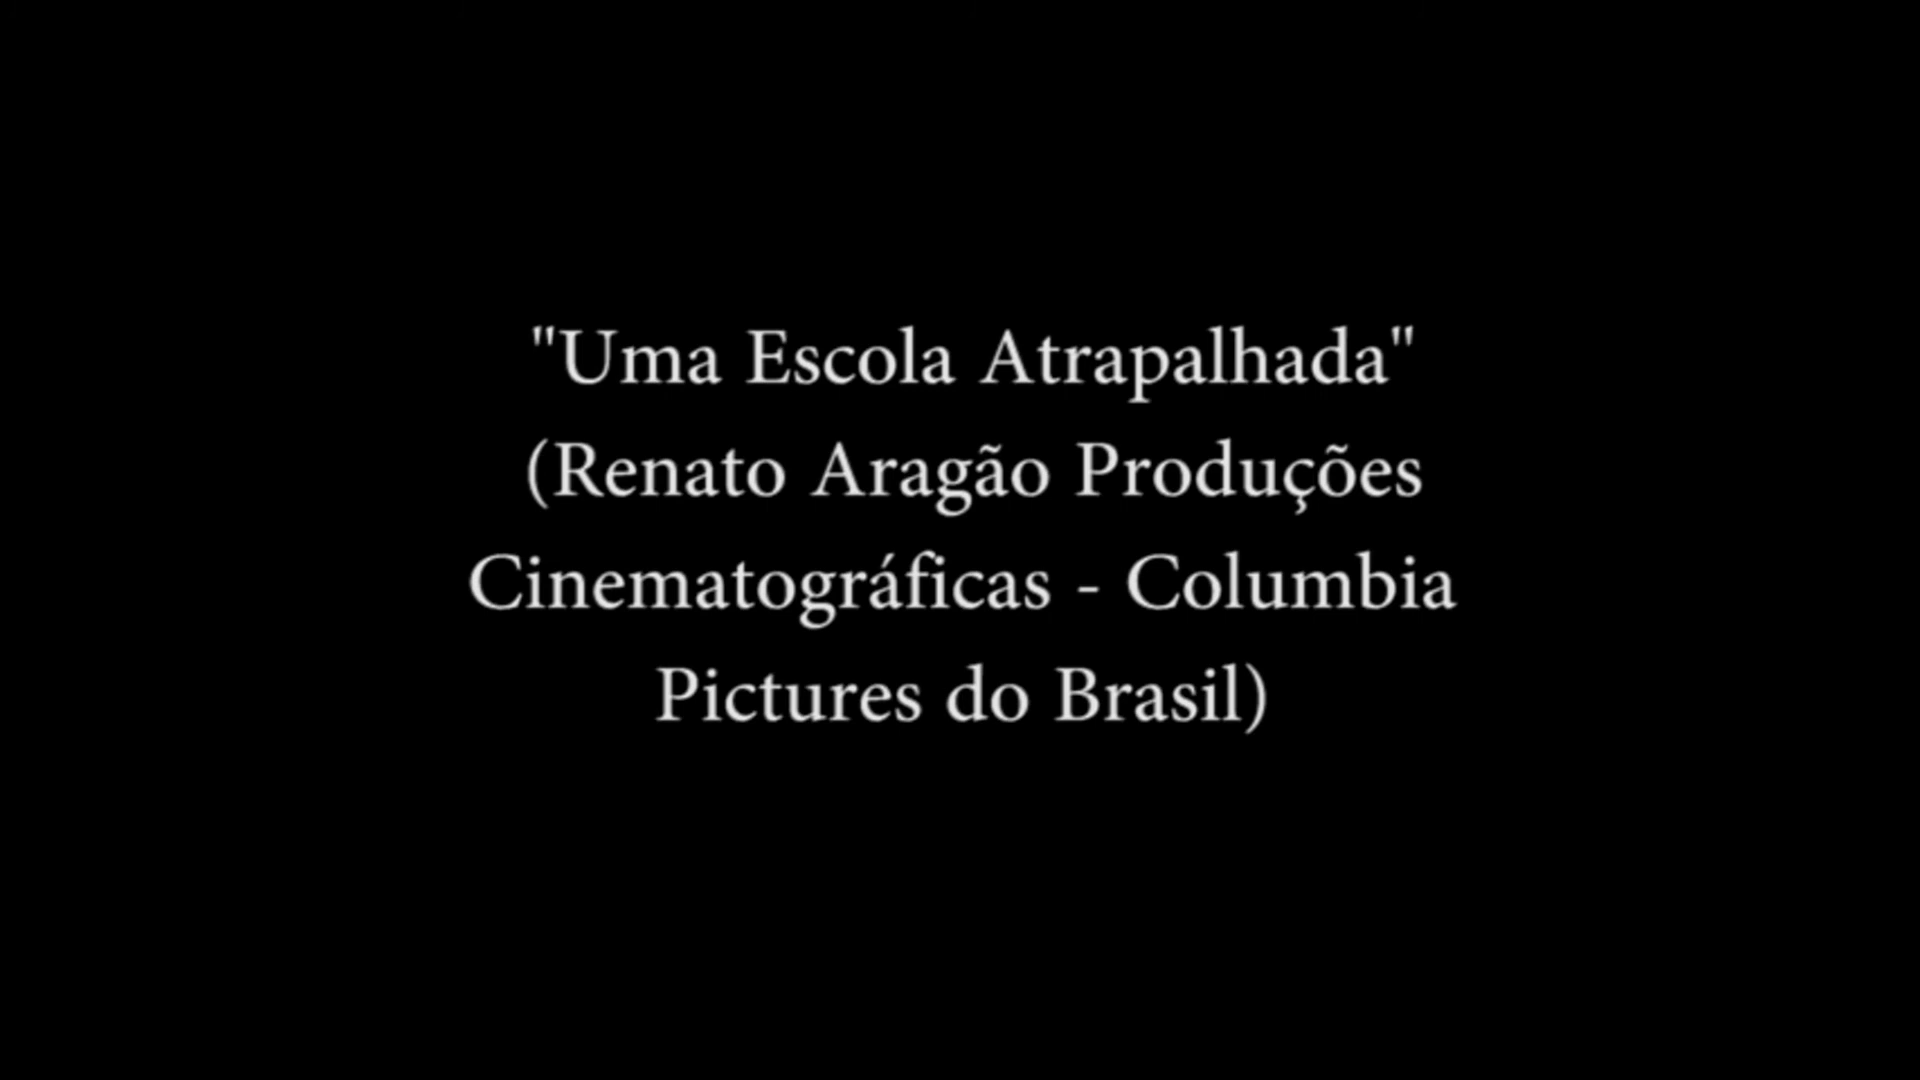 "Uma Escola Atrapalhada"
(Renato Aragão Produções
Cinematográficas - Columbia
Pictures do Brasil)